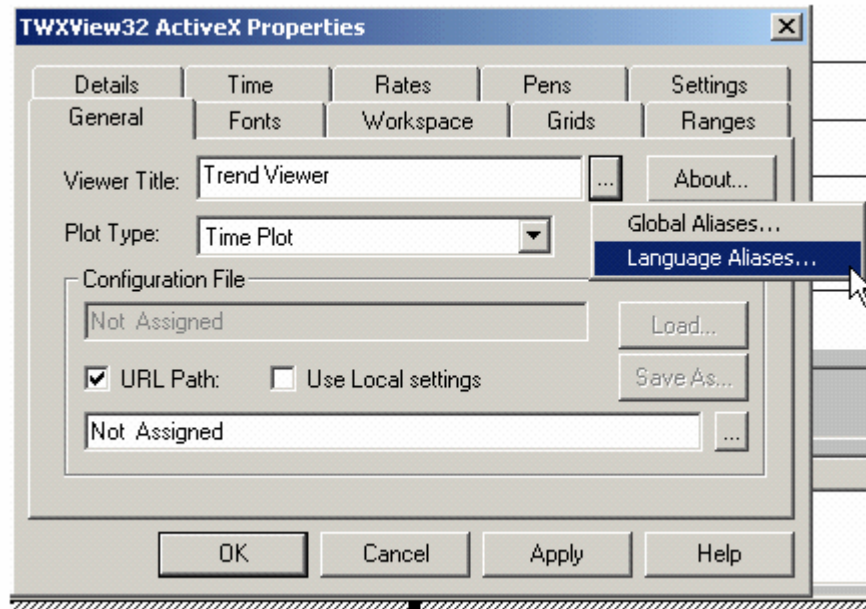 TWXView32 ActiveX Properties
Details Time Rates Pens Settings
General Fonts Workspace Grids Ranges
Viewer Title: Trend Viewer ... About...
Global Aliases...
Plot Type: Time Plot
Language Aliases...
Configuration File
Not Assigned Load...
URL Path: Use Local settings Save As...
Not Assigned ...
OK Cancel Apply Help